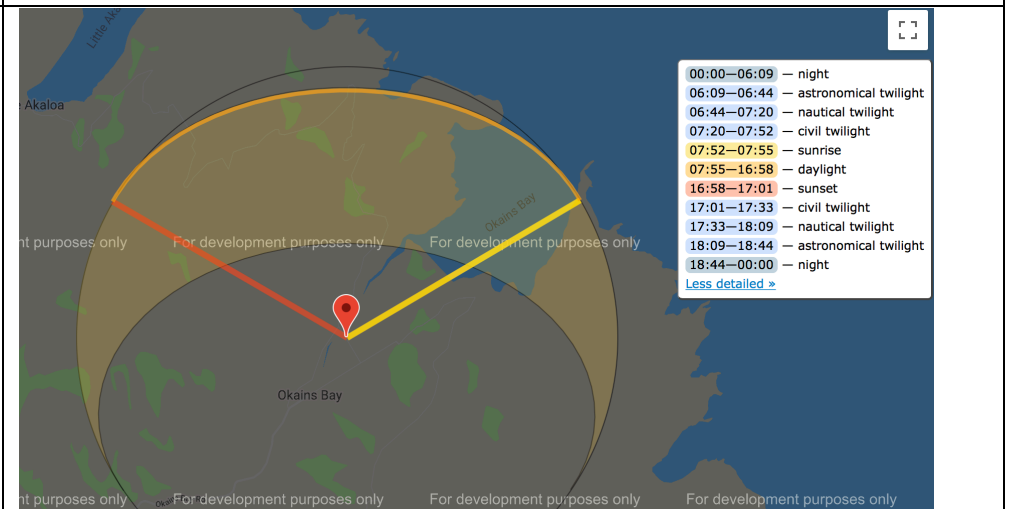 Little Aka
Akaloa
00:00—06:09 — night
06:09—06:44 — astronomical twilight
06:44—07:20 — nautical twilight
07:20—07:52 — civil twilight
07:52—07:55 — sunrise
07:55—16:58 — daylight
16:58—17:01 — sunset
17:01—17:33 — civil twilight
17:33—18:09 — nautical twilight
18:09—18:44 — astronomical twilight
18:44—00:00 — night
Less detailed »
Okains Bay
nt purposes only For development purposes only For development purposes only
Okains Bay
nt purposes only For development purposes only For development purposes only For development purposes only